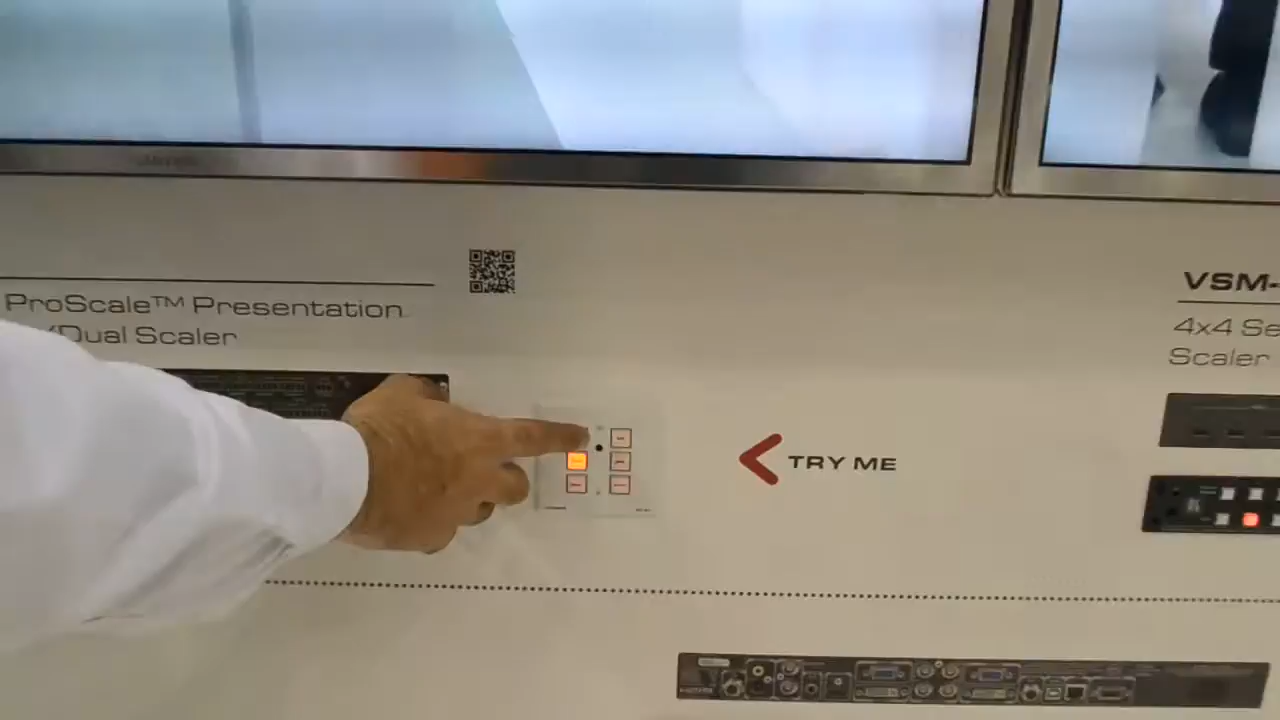 ProScale™ Presentation
/Dual Scaler
TRY ME
VSM-
4x4 Se
Scaler